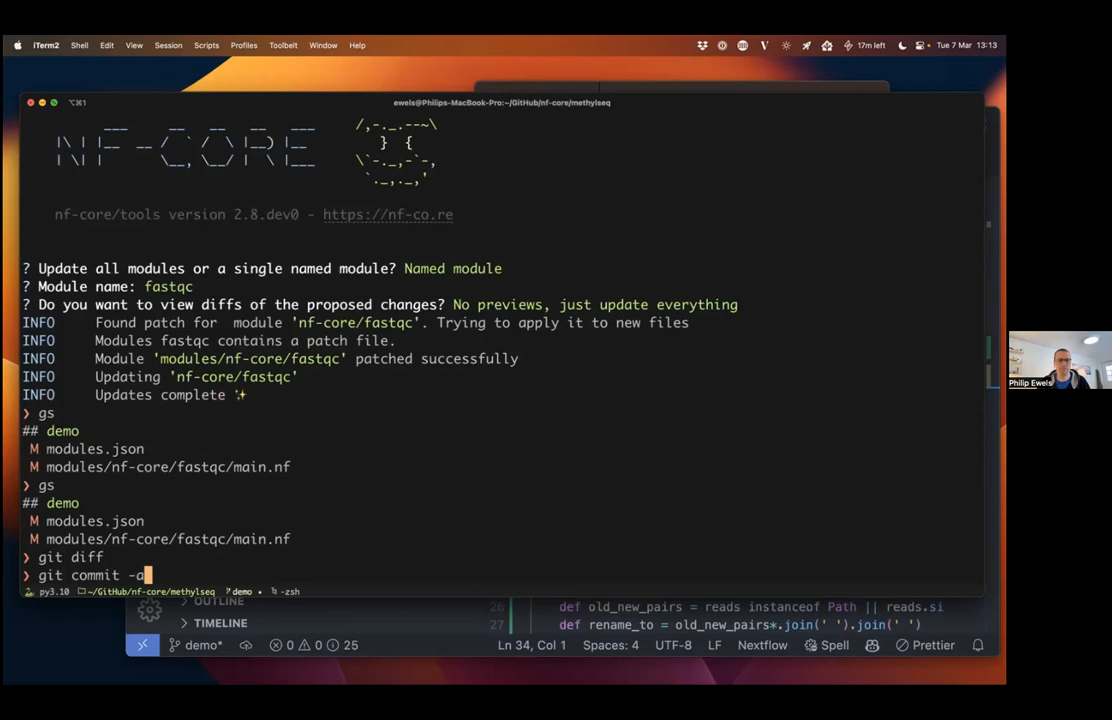 iTerm2 Shell Edit View Session Scripts Profiles Toolbelt Window Help 17m left Tue 7 Mar 13:13
⌥⌘1 ewels@Philips-MacBook-Pro:~/GitHub/nf-core/methylseq
NF-CORE
nf-core/tools version 2.8.dev0 - https://nf-co.re
? Update all modules or a single named module? Named module
? Module name: fastqc
? Do you want to view diffs of the proposed changes? No previews, just update everything
INFO Found patch for module 'nf-core/fastqc'. Trying to apply it to new files
INFO Modules fastqc contains a patch file.
INFO Module 'modules/nf-core/fastqc' patched successfully
INFO Updating 'nf-core/fastqc'
INFO Updates complete ✨
❯ gs
## demo
M modules.json
M modules/nf-core/fastqc/main.nf
❯ gs
## demo
M modules.json
M modules/nf-core/fastqc/main.nf
❯ git diff
❯ git commit -a
py3.10 ~/GitHub/nf-core/methylseq demo • -zsh
Philip Ewels
> OUTLINE
26 def old_new_pairs = reads instanceof Path || reads.si
> TIMELINE
27 def rename_to = old_new_pairs*.join(' ').join(' ')
demo* 0 0 25 Ln 34, Col 1 Spaces: 4 UTF-8 LF Nextflow Spell Prettier